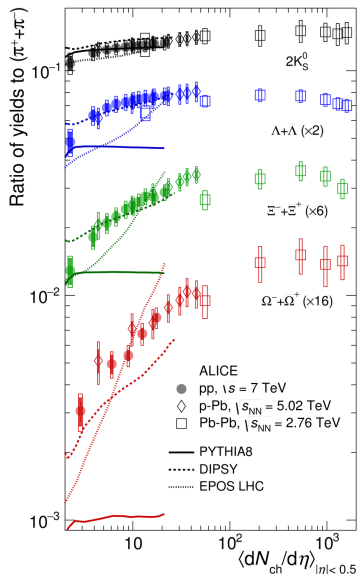 Ratio of yields to (π⁺+π⁻)
10⁻¹
10⁻²
10⁻³
2K⁰S
Λ+Λ (×2)
Ξ⁻+Ξ⁺ (×6)
Ω⁻+Ω⁺ (×16)
ALICE
pp, √s = 7 TeV
p-Pb, √sNN = 5.02 TeV
Pb-Pb, √sNN = 2.76 TeV
PYTHIA8
DIPSY
EPOS LHC
10 10² 10³
⟨dNch/dη⟩|η|< 0.5